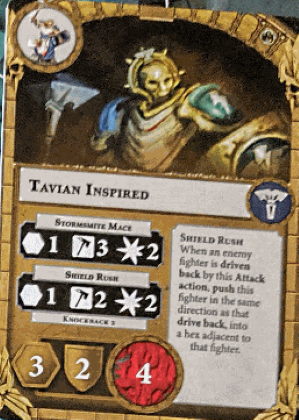 TAVIAN INSPIRED
STORMSMITE MACE
1 3 2
SHIELD RUSH
1 2 2
KNOCKBACK 2
3 2 4
SHIELD RUSH
When an enemy
fighter is driven
back by this Attack
action, push this
fighter in the same
direction as that
drive back, into
a hex adjacent to
that fighter.